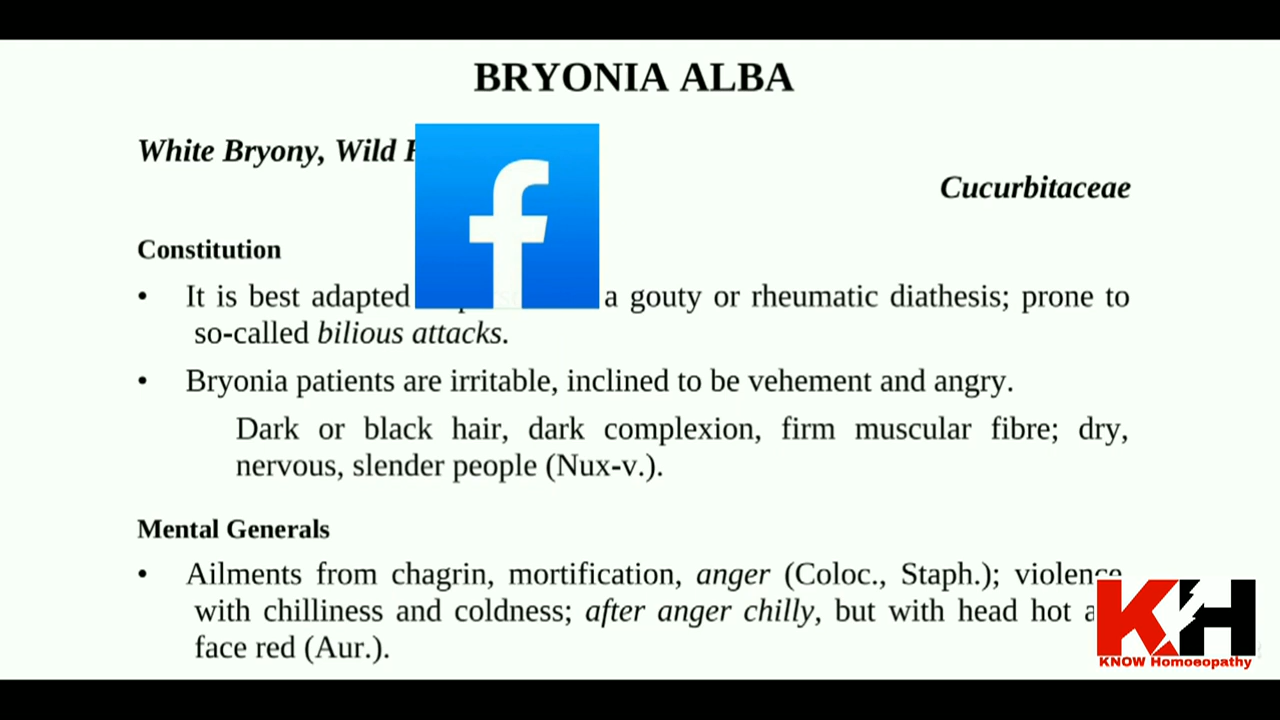 BRYONIA ALBA
White Bryony, Wild
Cucurbitaceae
Constitution
• It is best adapted a gouty or rheumatic diathesis; prone to
so-called bilious attacks.
• Bryonia patients are irritable, inclined to be vehement and angry.
Dark or black hair, dark complexion, firm muscular fibre; dry,
nervous, slender people (Nux-v.).
Mental Generals
• Ailments from chagrin, mortification, anger (Coloc., Staph.); violence
with chilliness and coldness; after anger chilly, but with head hot
face red (Aur.).
KH
KNOW Homoeopathy